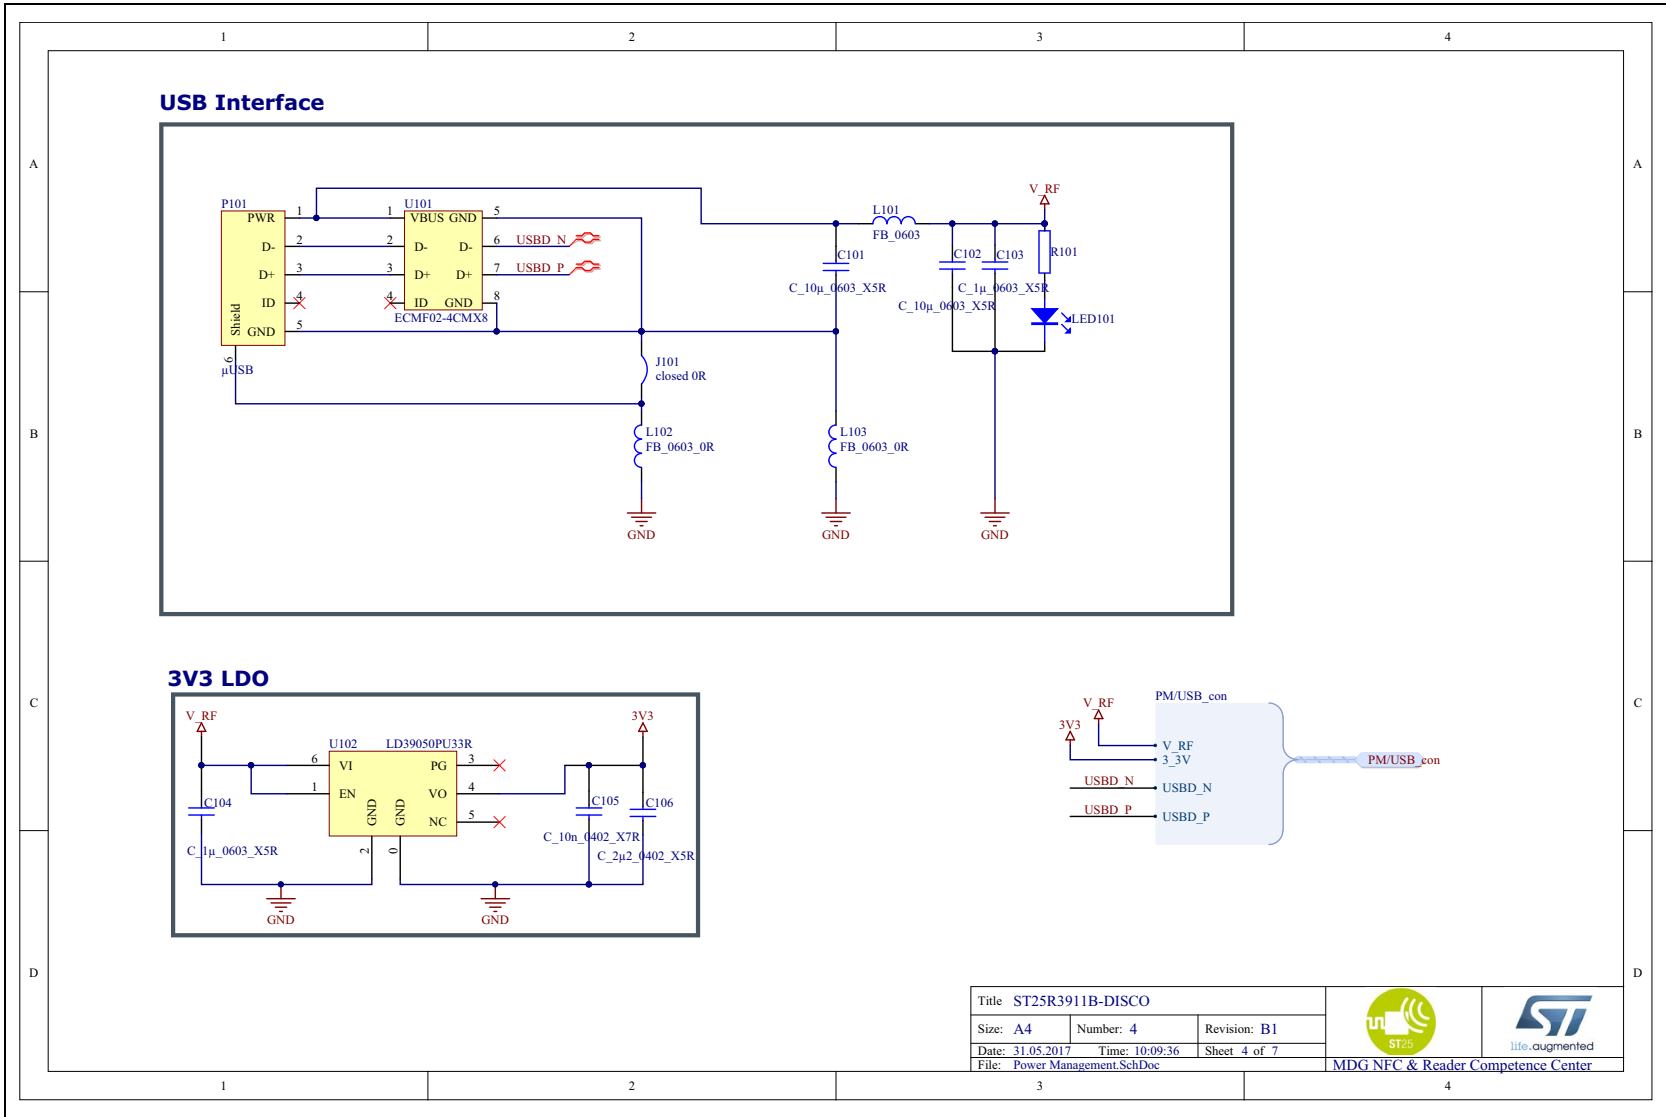 1 2 3 4
A A
B B
C C
D D
USB Interface
P101
PWR 1
D- 2
D+ 3
ID 4
GND 5
Shield
6
µUSB
U101
1 VBUS GND 5
2 D- D- 6
3 D+ D+ 7
4 ID GND 8
ECMF02-4CMX8
USBD_N
USBD_P
J101
closed 0R
L102
FB_0603_0R
GND
L103
FB_0603_0R
GND
C101
C_10µ_0603_X5R
L101
FB_0603
C102
C_10µ_0603_X5R
C103
C_1µ_0603_X5R
V_RF
R101
LED101
GND
3V3 LDO
V_RF
U102 LD39050PU33R
6 VI PG 3
1 EN VO 4
GND GND NC 5
2 0
C104
C_1µ_0603_X5R
GND
GND
3V3
C105
C_10n_0402_X7R
C106
C_2µ2_0402_X5R
PM/USB_con
V_RF
3V3
V_RF
3_3V
USBD_N USBD_N
USBD_P USBD_P
PM/USB_con
Title ST25R3911B-DISCO
Size: A4 Number: 4 Revision: B1
Date: 31.05.2017 Time: 10:09:36 Sheet 4 of 7
File: Power Management.SchDoc
ST25
ST
life.augmented
MDG NFC & Reader Competence Center
1 2 3 4